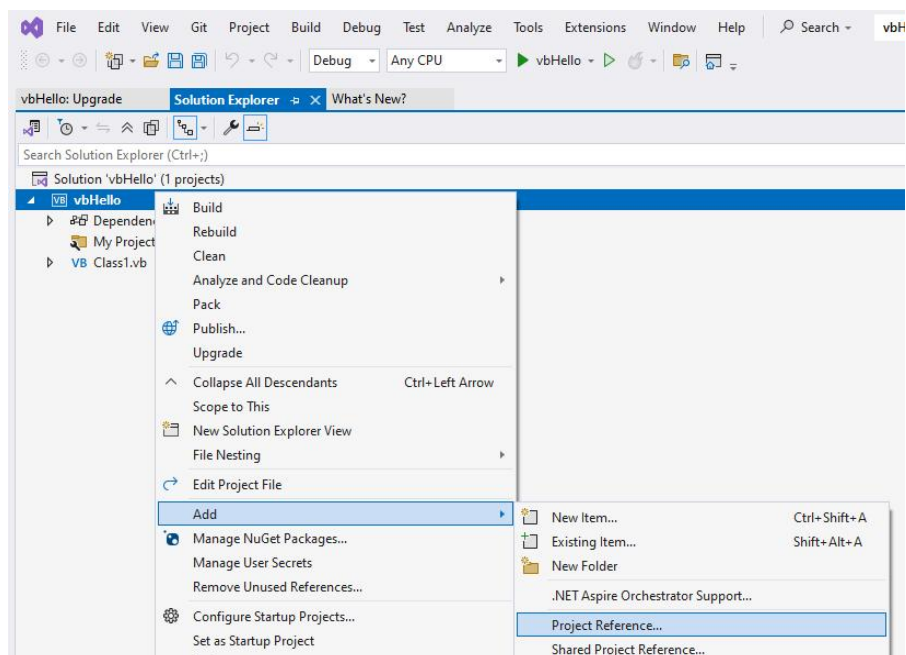 File Edit View Git Project Build Debug Test Analyze Tools Extensions Window Help Search vbH
Debug Any CPU vbHello
vbHello: Upgrade Solution Explorer What's New?
Search Solution Explorer (Ctrl+;)
Solution 'vbHello' (1 projects)
VB vbHello
Dependen
My Project
VB Class1.vb
Build
Rebuild
Clean
Analyze and Code Cleanup
Pack
Publish...
Upgrade
Collapse All Descendants Ctrl+Left Arrow
Scope to This
New Solution Explorer View
File Nesting
Edit Project File
Add
Manage NuGet Packages...
Manage User Secrets
Remove Unused References...
Configure Startup Projects...
Set as Startup Project
New Item... Ctrl+Shift+A
Existing Item... Shift+Alt+A
New Folder
.NET Aspire Orchestrator Support...
Project Reference...
Shared Project Reference...